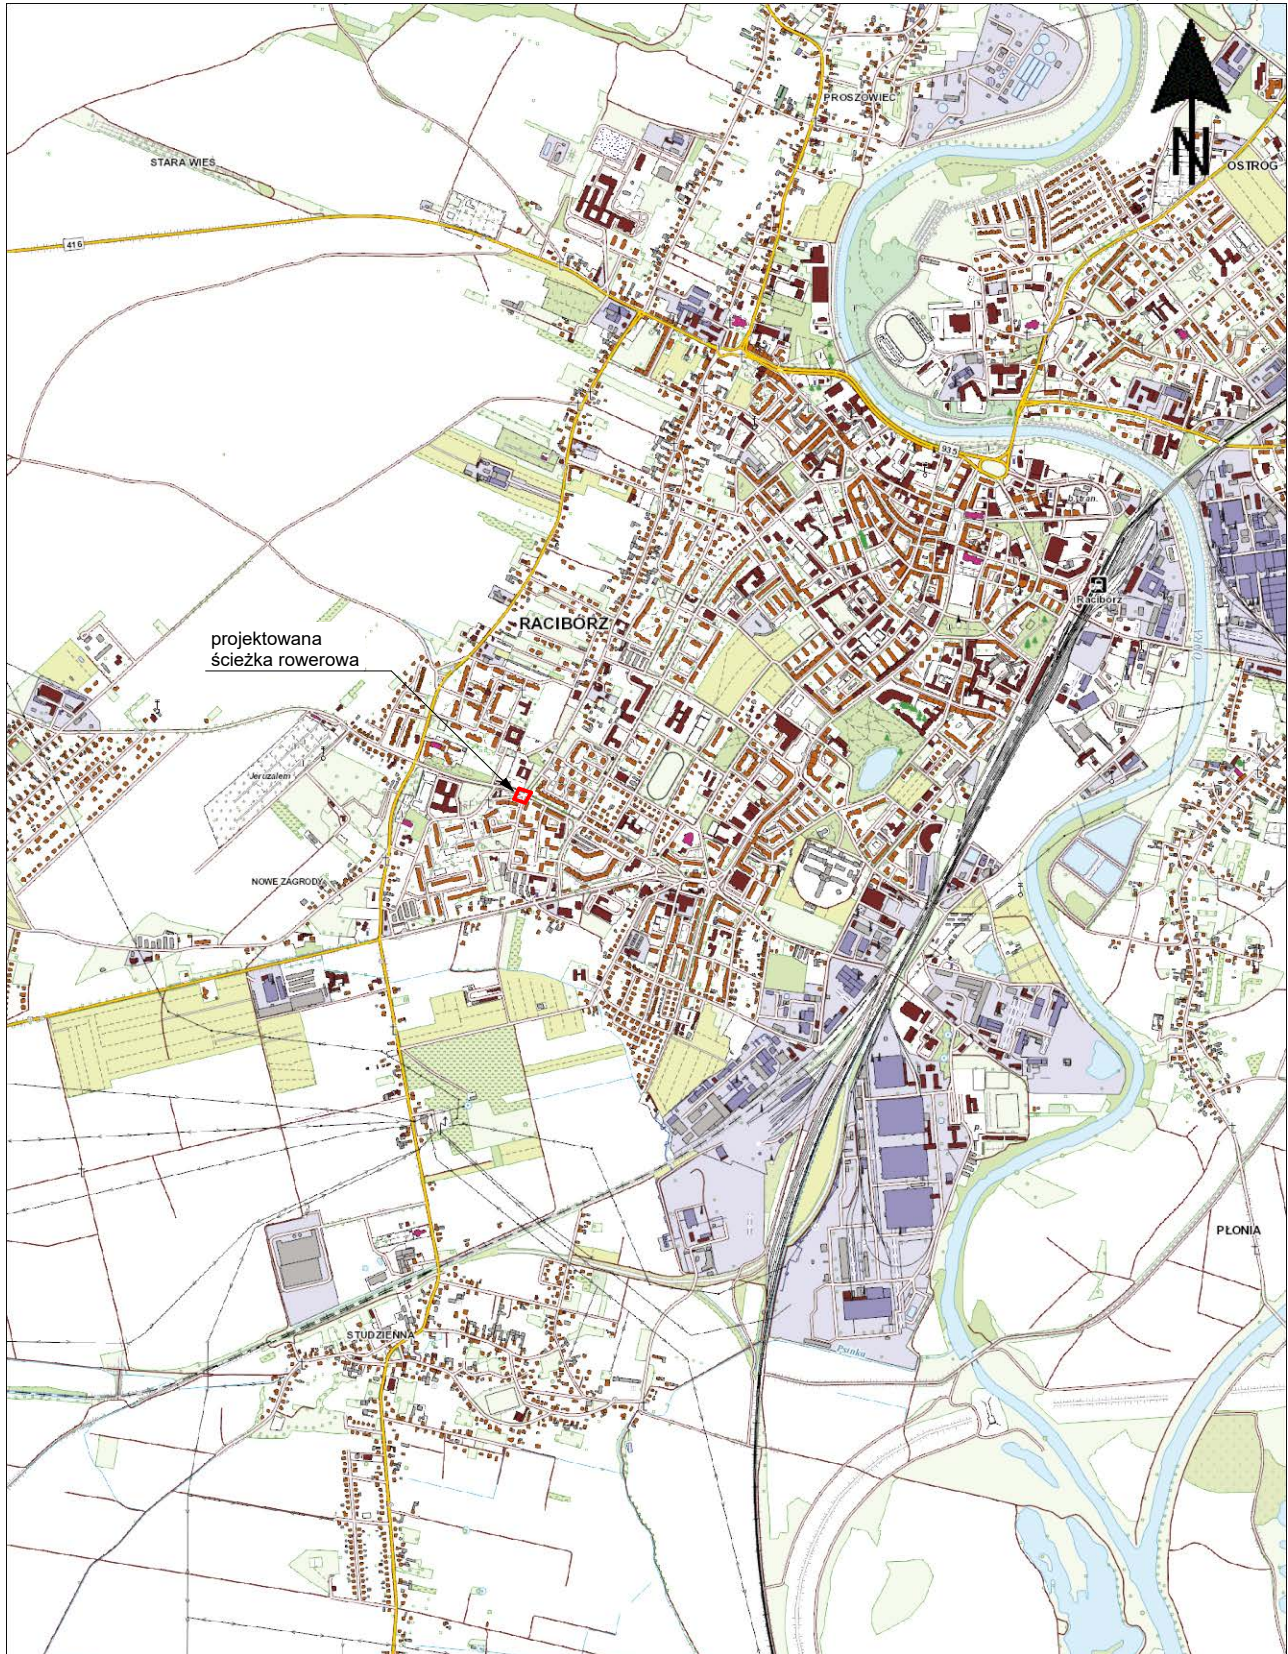 PROSZOWIEC
STARA WIEŚ
N
OSTRÓG
416
935
RACIBÓRZ
Racibórz
projektowana
ścieżka rowerowa
Jeruzalem
NOWE ZAGRODY
p.
PŁONIA
STUDZIENNA
Psinka